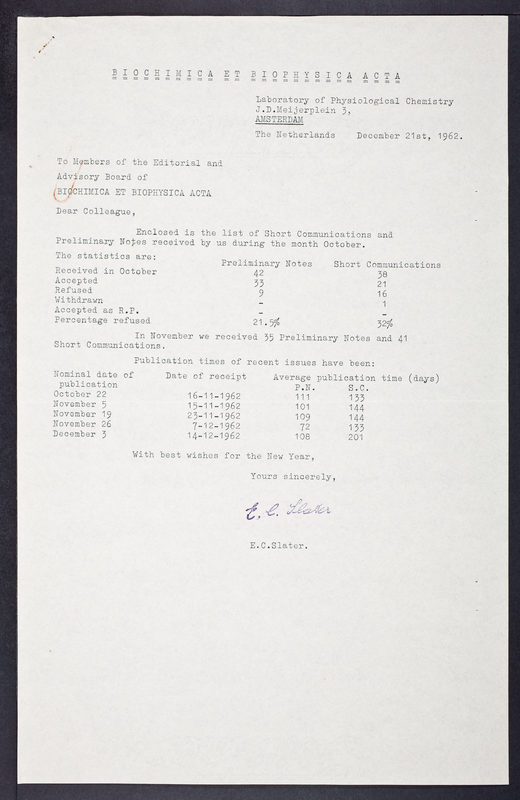 BIOCHIMICA ET BIOPHYSICA ACTA
Laboratory of Physiological Chemistry
J.D.Meijerplein 3,
AMSTERDAM
The Netherlands December 21st, 1962.
To Members of the Editorial and
Advisory Board of
BIOCHIMICA ET BIOPHYSICA ACTA
Dear Colleague,
Enclosed is the list of Short Communications and
Preliminary Notes received by us during the month October.
The statistics are:
Preliminary Notes Short Communications
Received in October 42 38
Accepted 33 21
Refused 9 16
Withdrawn - 1
Accepted as R.P. - -
Percentage refused 21.5% 32%
In November we received 35 Preliminary Notes and 41
Short Communications.
Publication times of recent issues have been:
Nominal date of Date of receipt Average publication time (days)
publication P.N. S.C.
October 22 16-11-1962 111 133
November 5 15-11-1962 101 144
November 19 23-11-1962 109 144
November 26 7-12-1962 72 133
December 3 14-12-1962 108 201
With best wishes for the New Year,
Yours sincerely,
E. C. Slater
E.C.Slater.